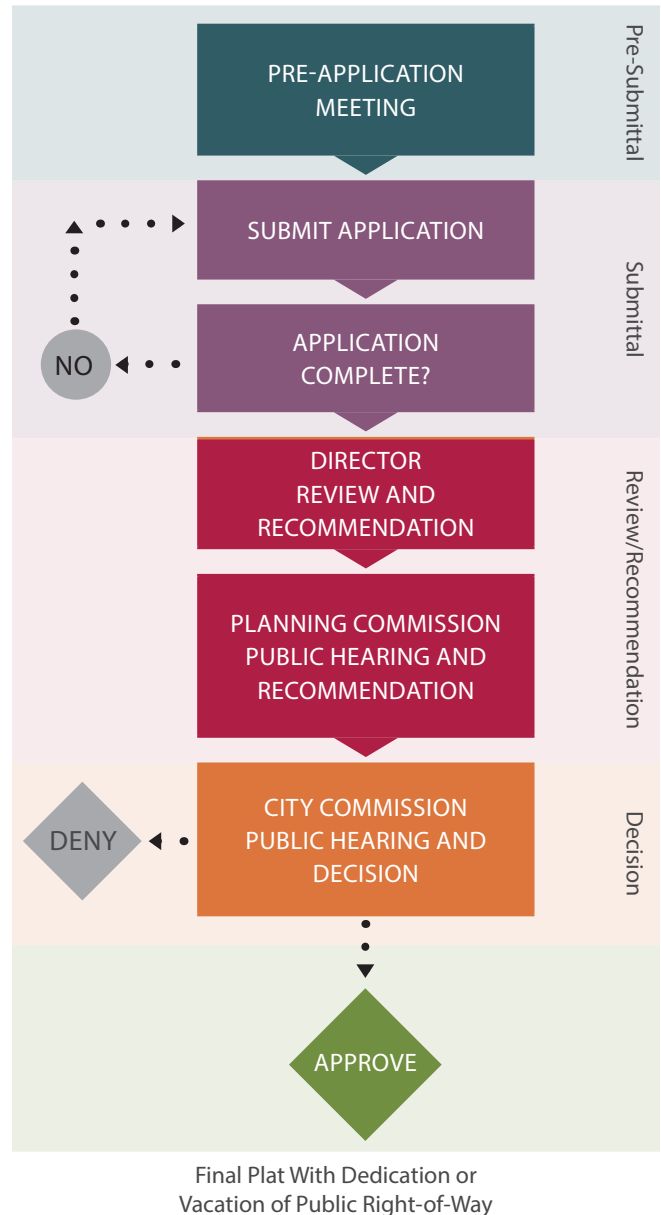 PRE-APPLICATION
MEETING
Pre-Submittal
SUBMIT APPLICATION
Submittal
APPLICATION
COMPLETE?
NO
DIRECTOR
REVIEW AND
RECOMMENDATION
Review/Recommendation
PLANNING COMMISSION
PUBLIC HEARING AND
RECOMMENDATION
CITY COMMISSION
PUBLIC HEARING AND
DECISION
Decision
DENY
APPROVE
Final Plat With Dedication or
Vacation of Public Right-of-Way